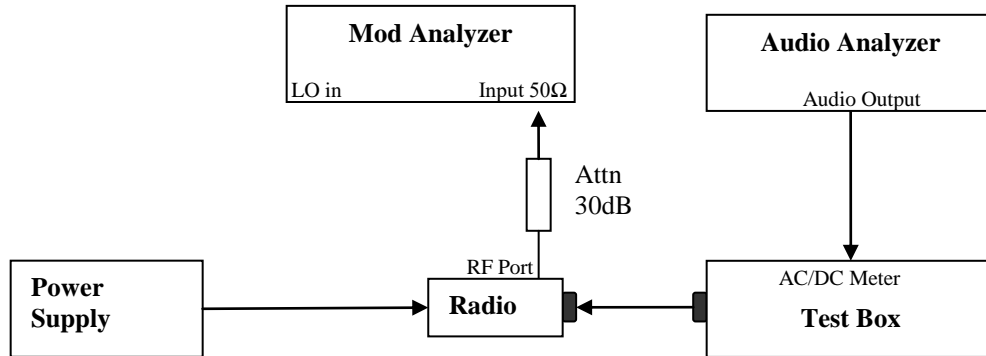 Mod Analyzer
LO in
Input 50Ω
Audio Analyzer
Audio Output
Attn
30dB
RF Port
Power
Supply
Radio
AC/DC Meter
Test Box